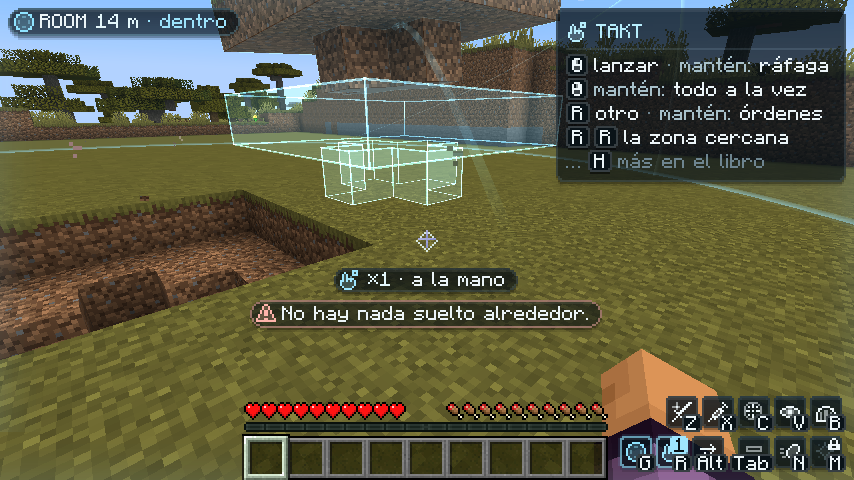 ROOM 14 m · dentro
TAKT
lanzar · mantén: ráfaga
mantén: todo a la vez
R otro · mantén: órdenes
R R la zona cercana
... H más en el libro
×1 · a la mano
No hay nada suelto alrededor.
Z X C V B
1
G R Alt Tab N M